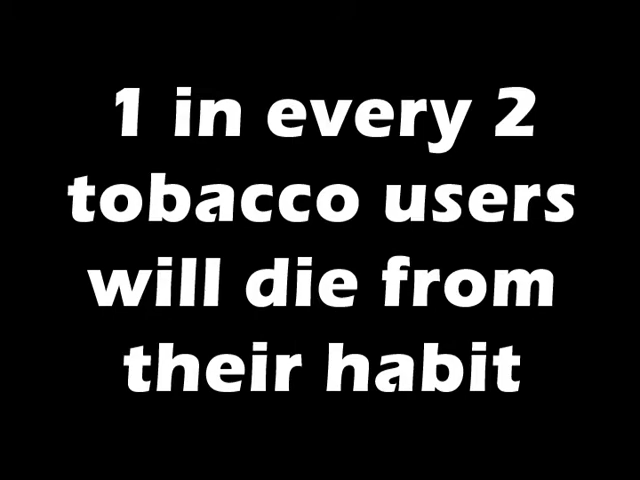 1 in every 2
tobacco users
will die from
their habit